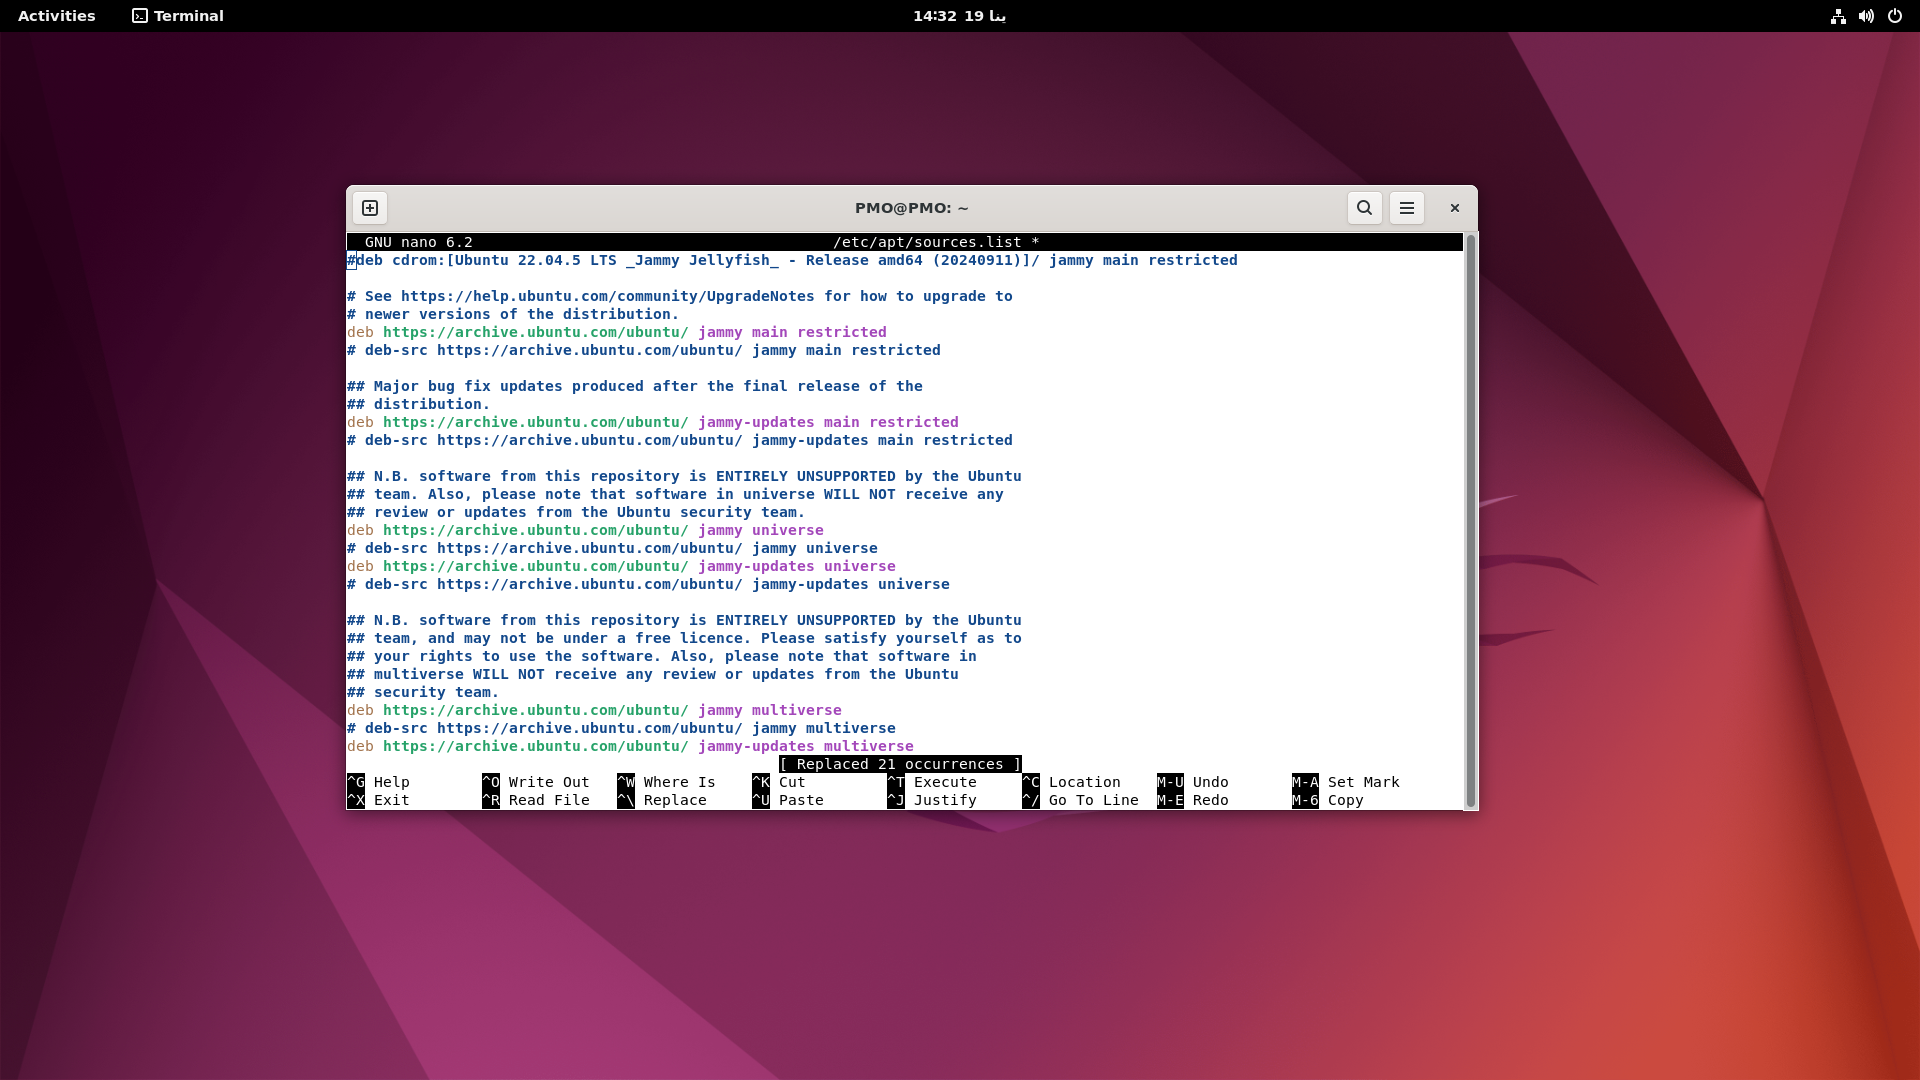 Activities
Terminal
14:32 19 ينا
PMO@PMO: ~
GNU nano 6.2 /etc/apt/sources.list *
#deb cdrom:[Ubuntu 22.04.5 LTS _Jammy Jellyfish_ - Release amd64 (20240911)]/ jammy main restricted
# See https://help.ubuntu.com/community/UpgradeNotes for how to upgrade to
# newer versions of the distribution.
deb https://archive.ubuntu.com/ubuntu/ jammy main restricted
# deb-src https://archive.ubuntu.com/ubuntu/ jammy main restricted
## Major bug fix updates produced after the final release of the
## distribution.
deb https://archive.ubuntu.com/ubuntu/ jammy-updates main restricted
# deb-src https://archive.ubuntu.com/ubuntu/ jammy-updates main restricted
## N.B. software from this repository is ENTIRELY UNSUPPORTED by the Ubuntu
## team. Also, please note that software in universe WILL NOT receive any
## review or updates from the Ubuntu security team.
deb https://archive.ubuntu.com/ubuntu/ jammy universe
# deb-src https://archive.ubuntu.com/ubuntu/ jammy universe
deb https://archive.ubuntu.com/ubuntu/ jammy-updates universe
# deb-src https://archive.ubuntu.com/ubuntu/ jammy-updates universe
## N.B. software from this repository is ENTIRELY UNSUPPORTED by the Ubuntu
## team, and may not be under a free licence. Please satisfy yourself as to
## your rights to use the software. Also, please note that software in
## multiverse WILL NOT receive any review or updates from the Ubuntu
## security team.
deb https://archive.ubuntu.com/ubuntu/ jammy multiverse
# deb-src https://archive.ubuntu.com/ubuntu/ jammy multiverse
deb https://archive.ubuntu.com/ubuntu/ jammy-updates multiverse
[ Replaced 21 occurrences ]
^G Help ^O Write Out ^W Where Is ^K Cut ^T Execute ^C Location M-U Undo M-A Set Mark
^X Exit ^R Read File ^\ Replace ^U Paste ^J Justify ^/ Go To Line M-E Redo M-6 Copy